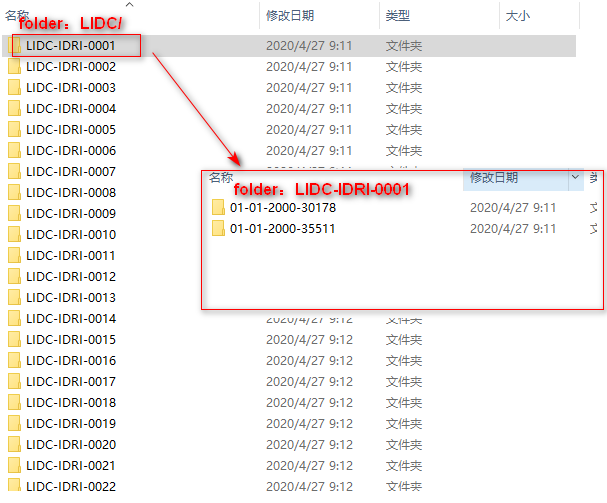 名称 修改日期 类型 大小
folder：LIDC/
LIDC-IDRI-0001 2020/4/27 9:11 文件夹
LIDC-IDRI-0002 2020/4/27 9:11 文件夹
LIDC-IDRI-0003 2020/4/27 9:11 文件夹
LIDC-IDRI-0004 2020/4/27 9:11 文件夹
LIDC-IDRI-0005 2020/4/27 9:11 文件夹
LIDC-IDRI-0006 2020/4/27 9:11 文件夹
LIDC-IDRI-0007
LIDC-IDRI-0008
LIDC-IDRI-0009
LIDC-IDRI-0010
LIDC-IDRI-0011
LIDC-IDRI-0012
LIDC-IDRI-0013
名称 修改日期
folder：LIDC-IDRI-0001
01-01-2000-30178 2020/4/27 9:11
01-01-2000-35511 2020/4/27 9:11
LIDC-IDRI-0014 2020/4/27 9:12 文件夹
LIDC-IDRI-0015 2020/4/27 9:12 文件夹
LIDC-IDRI-0016 2020/4/27 9:12 文件夹
LIDC-IDRI-0017 2020/4/27 9:12 文件夹
LIDC-IDRI-0018 2020/4/27 9:12 文件夹
LIDC-IDRI-0019 2020/4/27 9:12 文件夹
LIDC-IDRI-0020 2020/4/27 9:12 文件夹
LIDC-IDRI-0021 2020/4/27 9:12 文件夹
LIDC-IDRI-0022 2020/4/27 9:12 文件夹